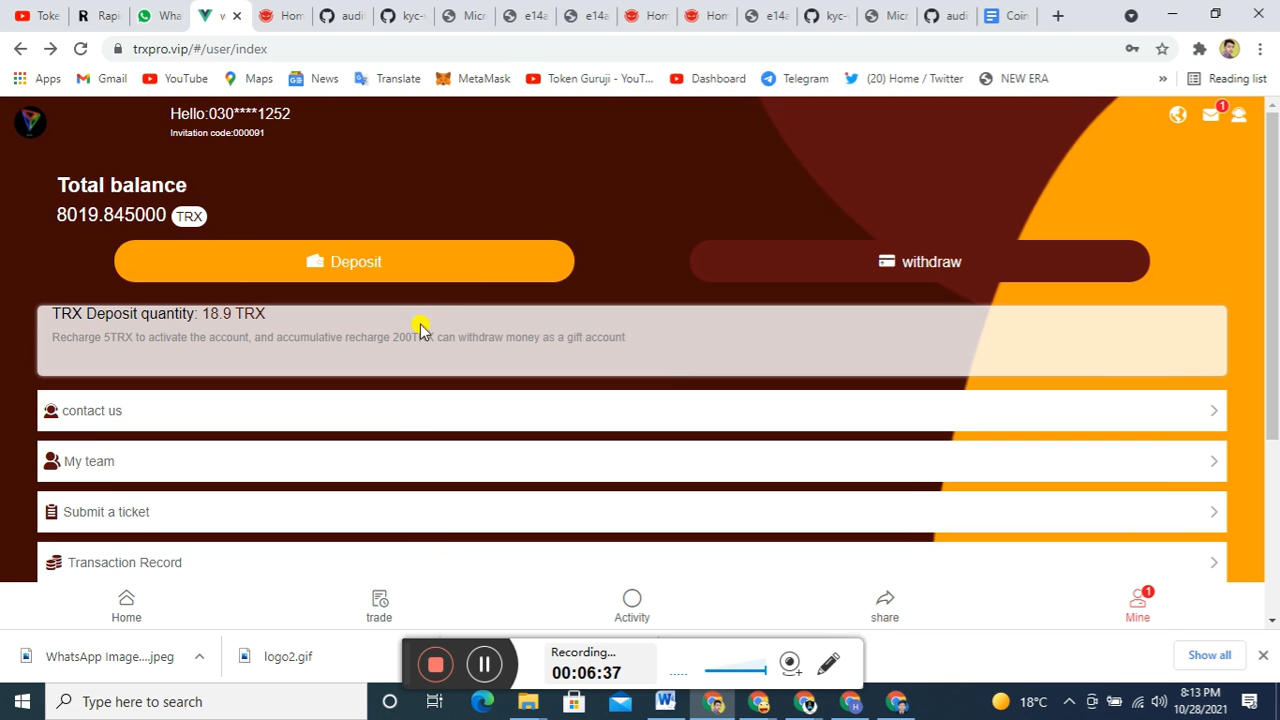 Toke
Rapi
Wha
Hom
audi
kyc-
Micr
e14a
e14a
Hom
Hom
e14a
kyc
Micr
audi
Coin
trxpro.vip/#/user/index
Apps
Gmail
YouTube
Maps
News
Translate
MetaMask
Token Guruji - YouT...
Dashboard
Telegram
(20) Home / Twitter
NEW ERA
»
Reading list
Hello:030****1252
Invitation code:000091
1
Total balance
8019.845000 TRX
Deposit
withdraw
TRX Deposit quantity: 18.9 TRX
Recharge 5TRX to activate the account, and accumulative recharge 200TRX can withdraw money as a gift account
contact us
My team
Submit a ticket
Transaction Record
Home
trade
Activity
share
1
Mine
WhatsApp Image....jpeg
logo2.gif
Recording...
00:06:37
Show all
Type here to search
18°C
8:13 PM
10/28/2021